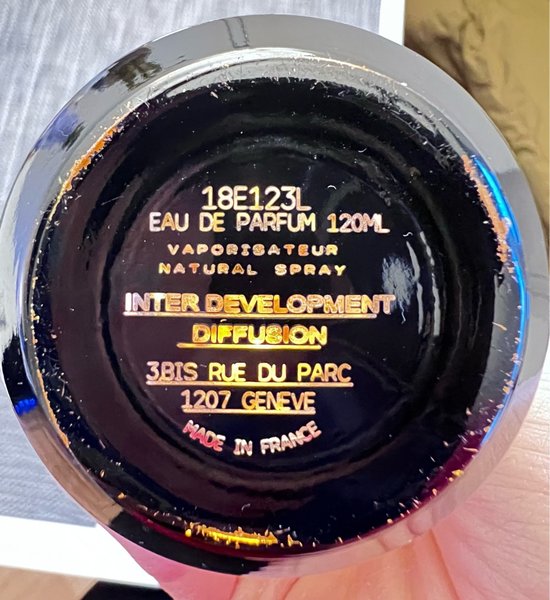 18E123L
EAU DE PARFUM 120ML
VAPORISATEUR
NATURAL SPRAY
INTER DEVELOPMENT
DIFFUSION
3BIS RUE DU PARC
1207 GENEVE
MADE IN FRANCE